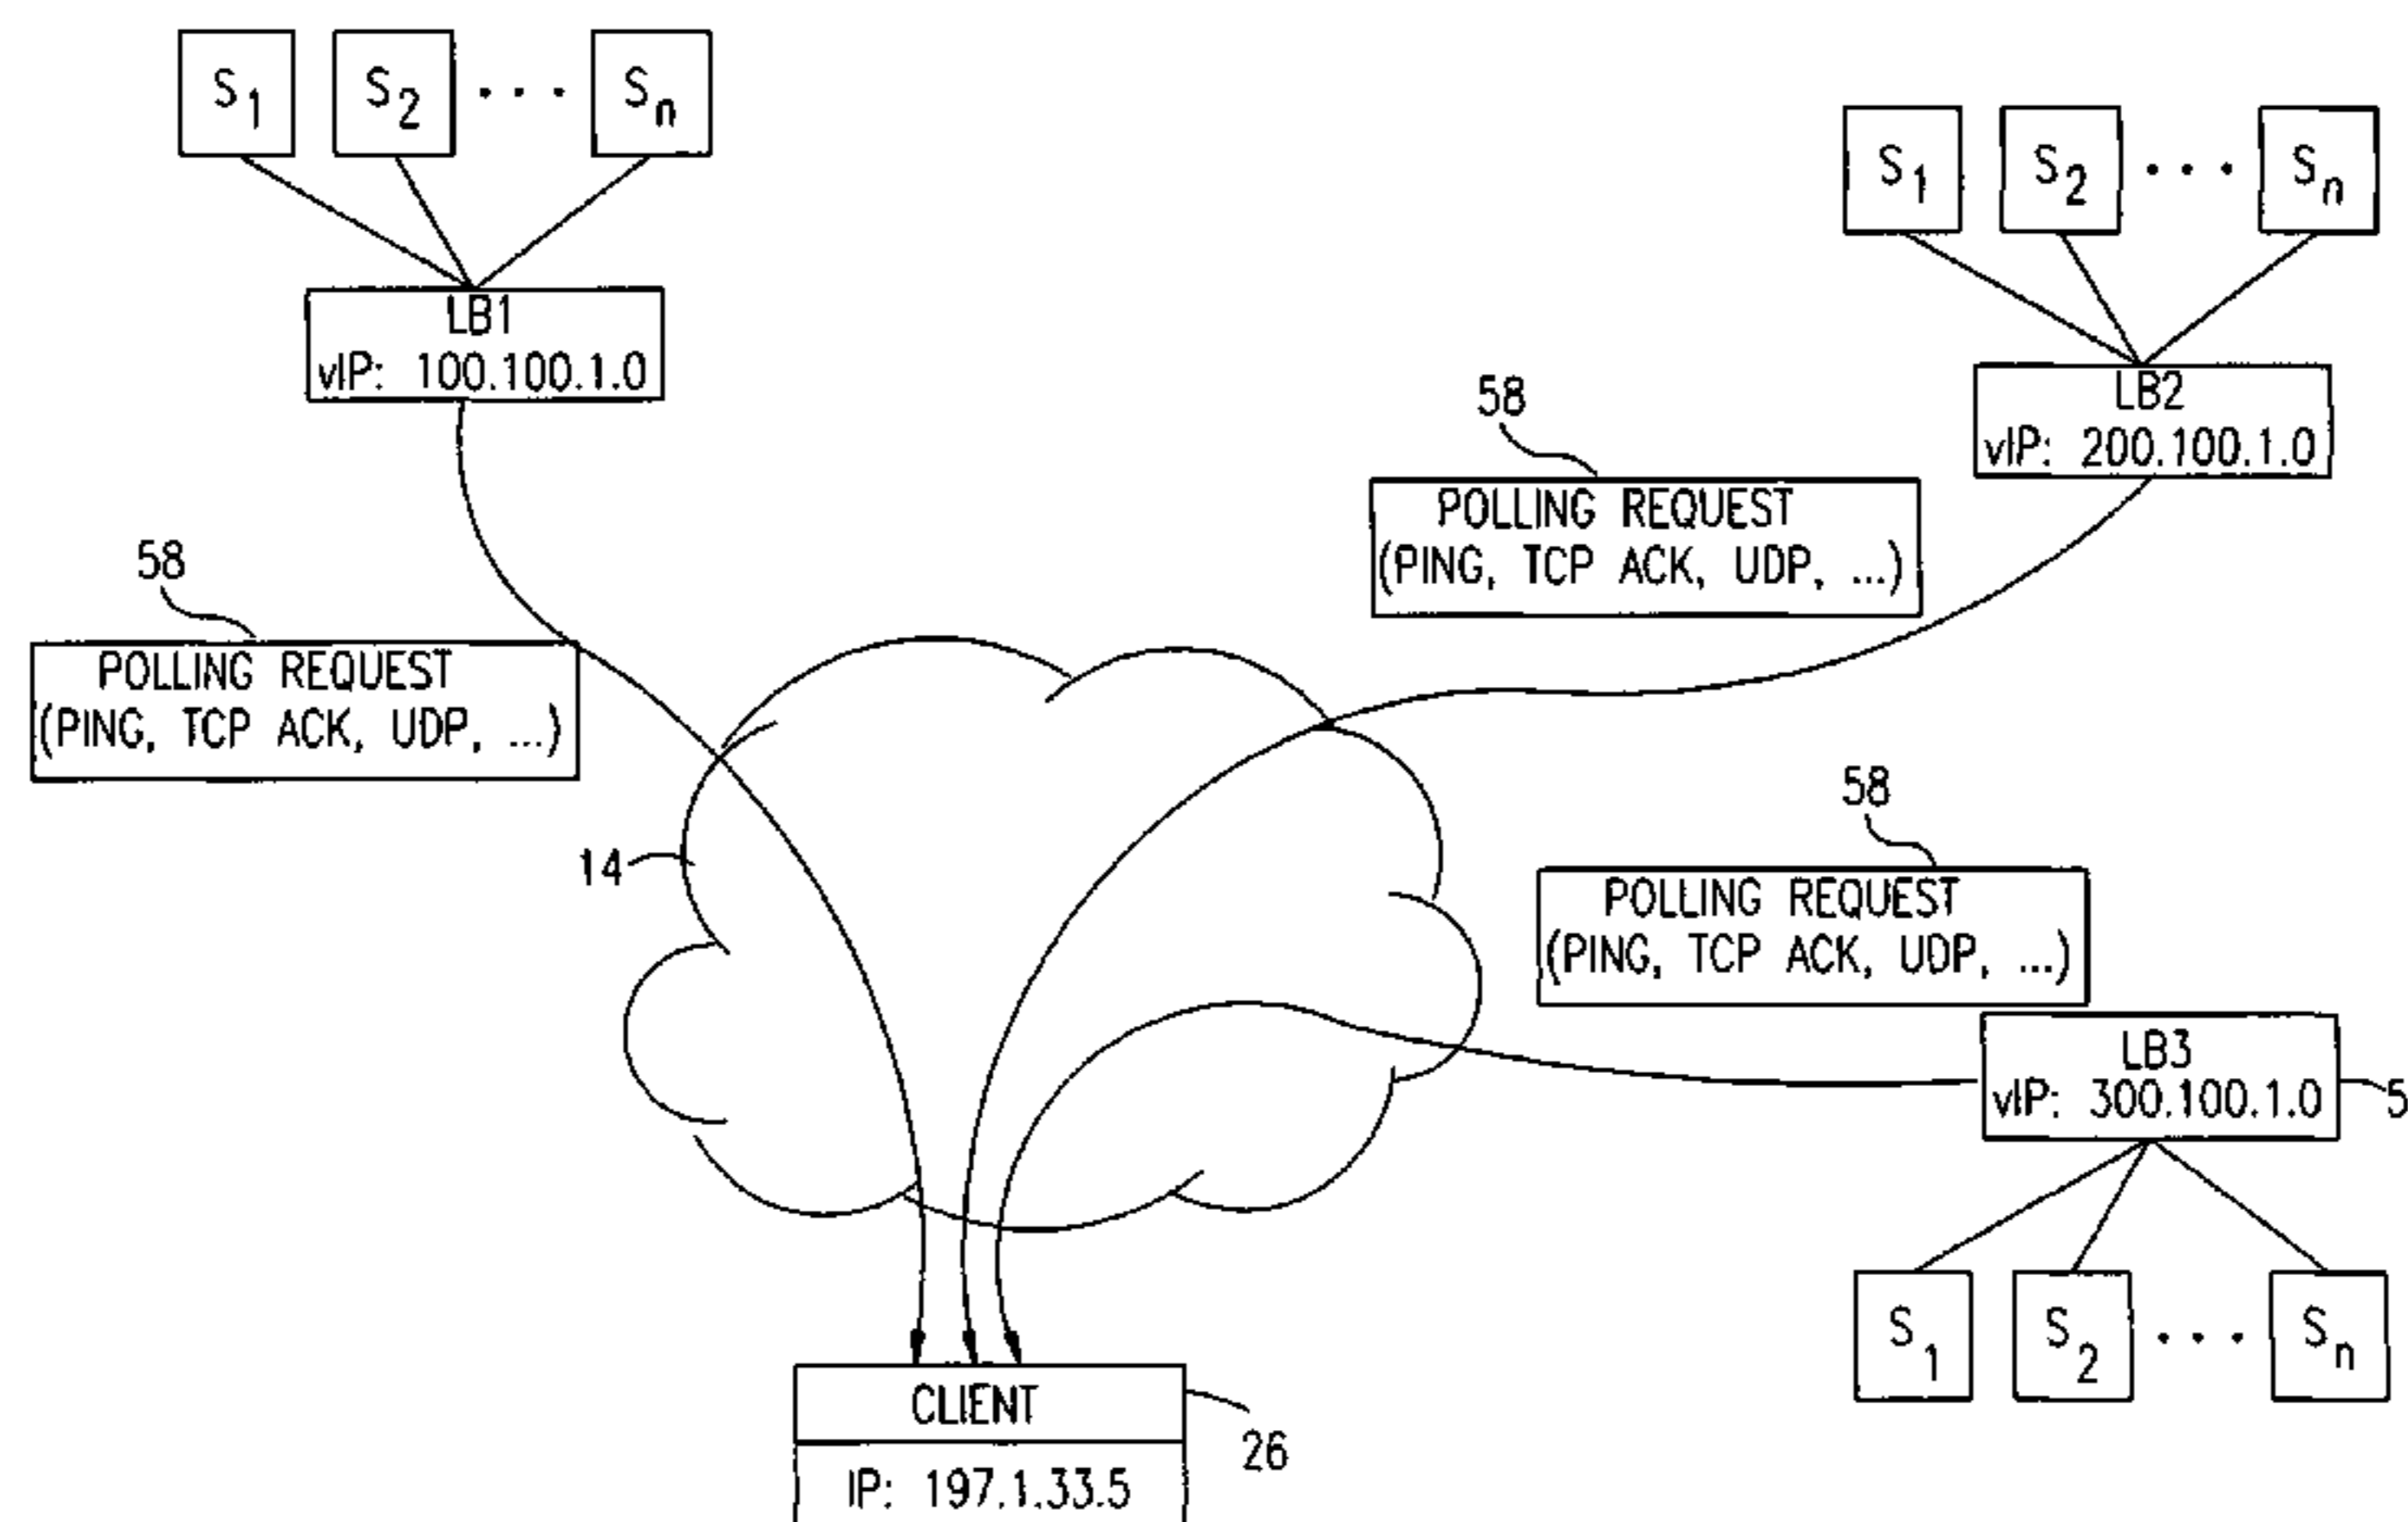 S1 S2 ... Sn
S1 S2 ... Sn
LB1
vIP: 100.100.1.0
LB2
vIP: 200.100.1.0
58
POLLING REQUEST
(PING, TCP ACK, UDP, ...)
58
POLLING REQUEST
(PING, TCP ACK, UDP, ...)
14
58
POLLING REQUEST
(PING, TCP ACK, UDP, ...)
LB3
vIP: 300.100.1.0
5
S1 S2 ... Sn
CLIENT
26
IP: 197.1.33.5